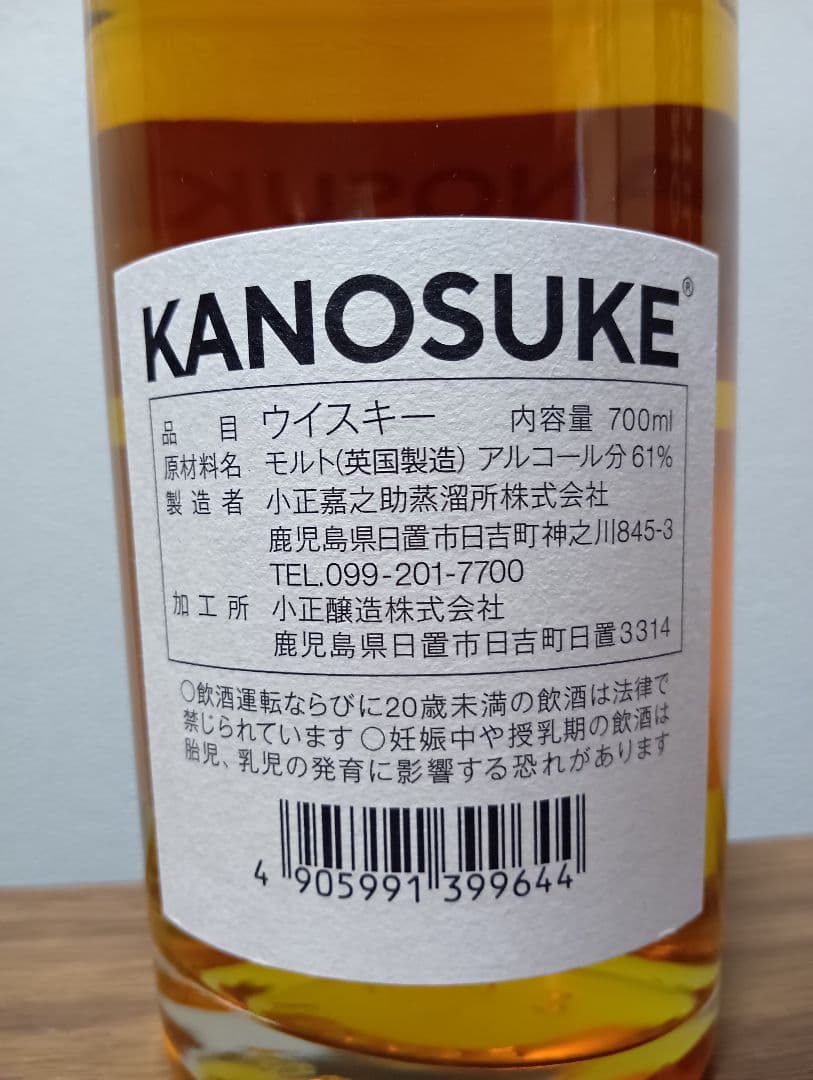 KANOSUKE®
品目 ウイスキー 内容量 700ml
原材料名 モルト(英国製造) アルコール分61%
製造者 小正嘉之助蒸溜所株式会社
鹿児島県日置市日吉町神之川845-3
TEL.099-201-7700
加工所 小正醸造株式会社
鹿児島県日置市日吉町日置3314
○飲酒運転ならびに20歳未満の飲酒は法律で
禁じられています ○妊娠中や授乳期の飲酒は
胎児、乳児の発育に影響する恐れがあります
4 905991 399644